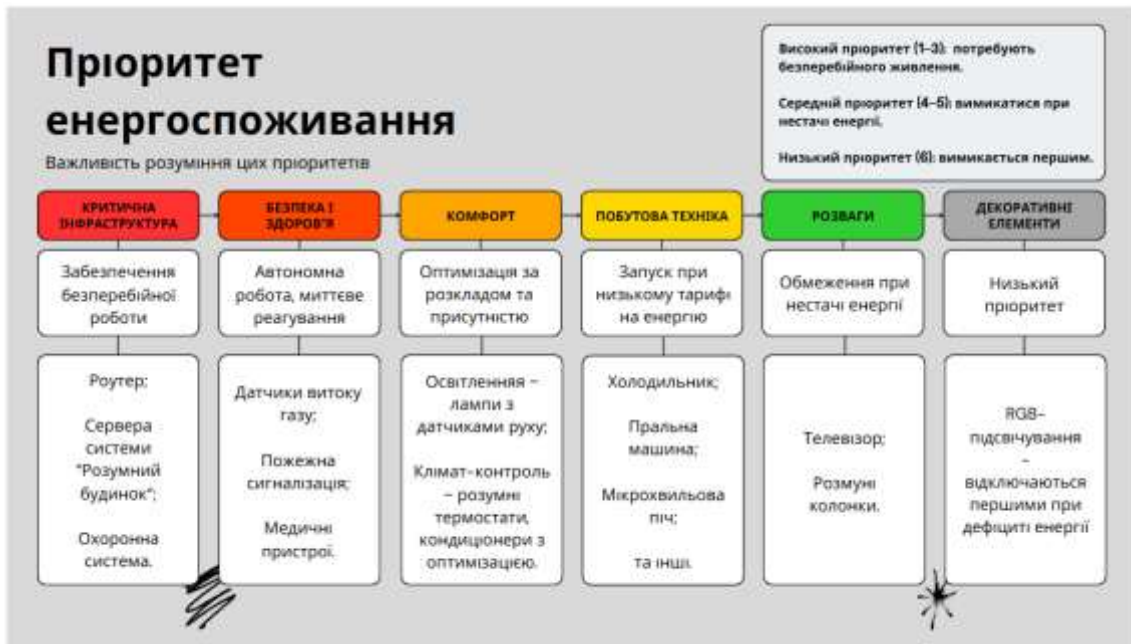 Пріоритет
енергоспоживання
Важливість розуміння цих пріоритетів
Високий пріоритет (1–3): потребують
безперебійного живлення.
Середній пріоритет (4–5): вимикатися при
нестачі енергії.
Низький пріоритет (6): вимикається першим.
КРИТИЧНА
ІНФРАСТРУКТУРА
БЕЗПЕКА І
ЗДОРОВ'Я
КОМФОРТ
ПОБУТОВА ТЕХНІКА
РОЗВАГИ
ДЕКОРАТИВНІ
ЕЛЕМЕНТИ
Забезпечення
безперебійної
роботи
Автономна
робота, миттєве
реагування
Оптимізація за
розкладом та
присутністю
Запуск при
низькому тарифі
на енергію
Обмеження при
нестачі енергії
Низький
пріоритет
Роутер;
Сервера
системи
"Розумний
будинок";
Охоронна
система.
Датчики витоку
газу;
Пожежна
сигналізація;
Медичні
пристрої.
Освітленняя –
лампи з
датчиками руху;
Клімат-контроль
– розумні
термостати,
кондиціонери з
оптимізацією.
Холодильник;
Пральна
машина;
Мікрохвильова
піч;
та інші.
Телевізор;
Розмуні
колонки.
RGB-
підсвічування
–
відключаються
першими при
дефіциті енергії